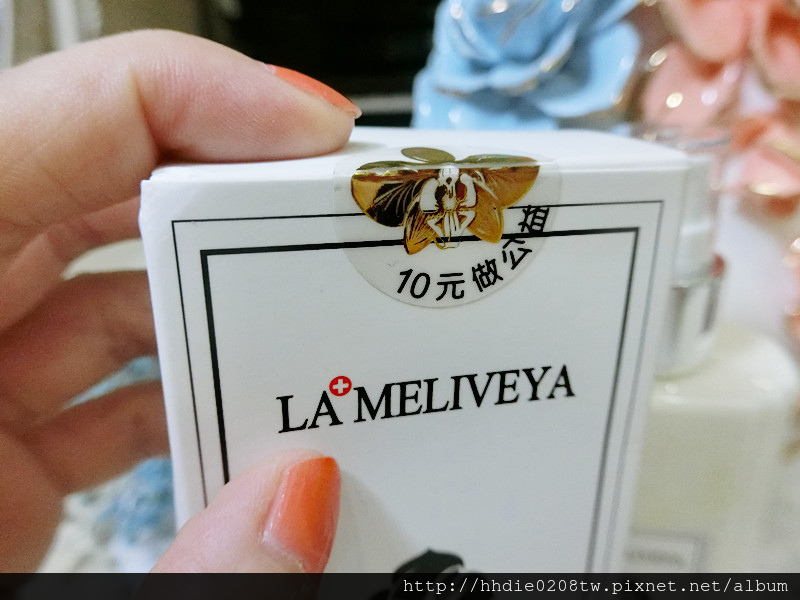 10元做公益
LA MELIVEYA
http://hhdie0208tw.pixnet.net/album